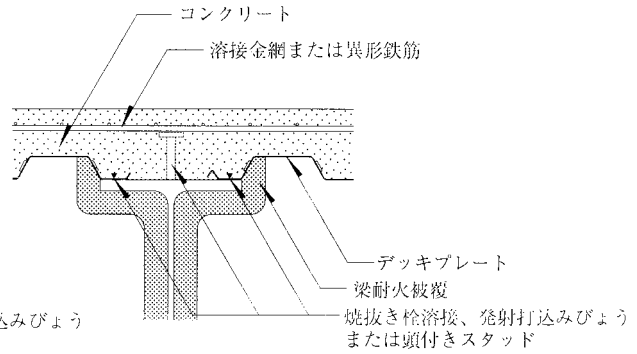 コンクリート
溶接金網または異形鉄筋
デッキプレート
梁耐火被覆
込みびょう
焼抜き栓溶接、発射打込みびょう
または頭付きスタッド